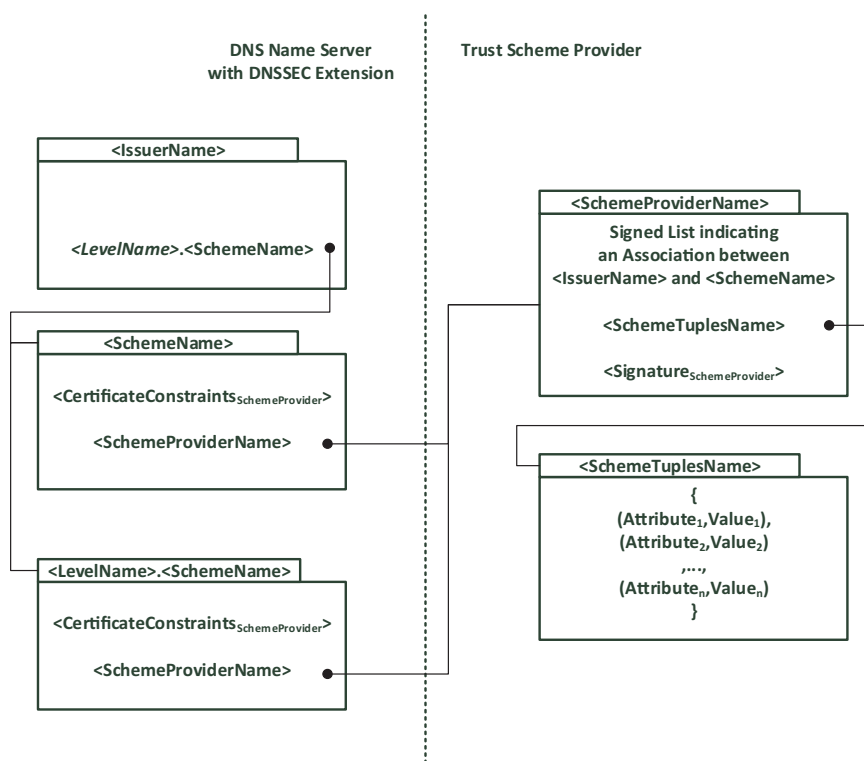 DNS Name Server
with DNSSEC Extension
Trust Scheme Provider
<IssuerName>
<LevelName>.<SchemeName>
<SchemeName>
<CertificateConstraintsSchemeProvider>
<SchemeProviderName>
<LevelName>.<SchemeName>
<CertificateConstraintsSchemeProvider>
<SchemeProviderName>
<SchemeProviderName>
Signed List indicating
an Association between
<IssuerName> and <SchemeName>
<SchemeTuplesName>
<SignatureSchemeProvider>
<SchemeTuplesName>
{
(Attribute1,Value1),
(Attribute2,Value2)
,...,
(Attributen,Valuen)
}